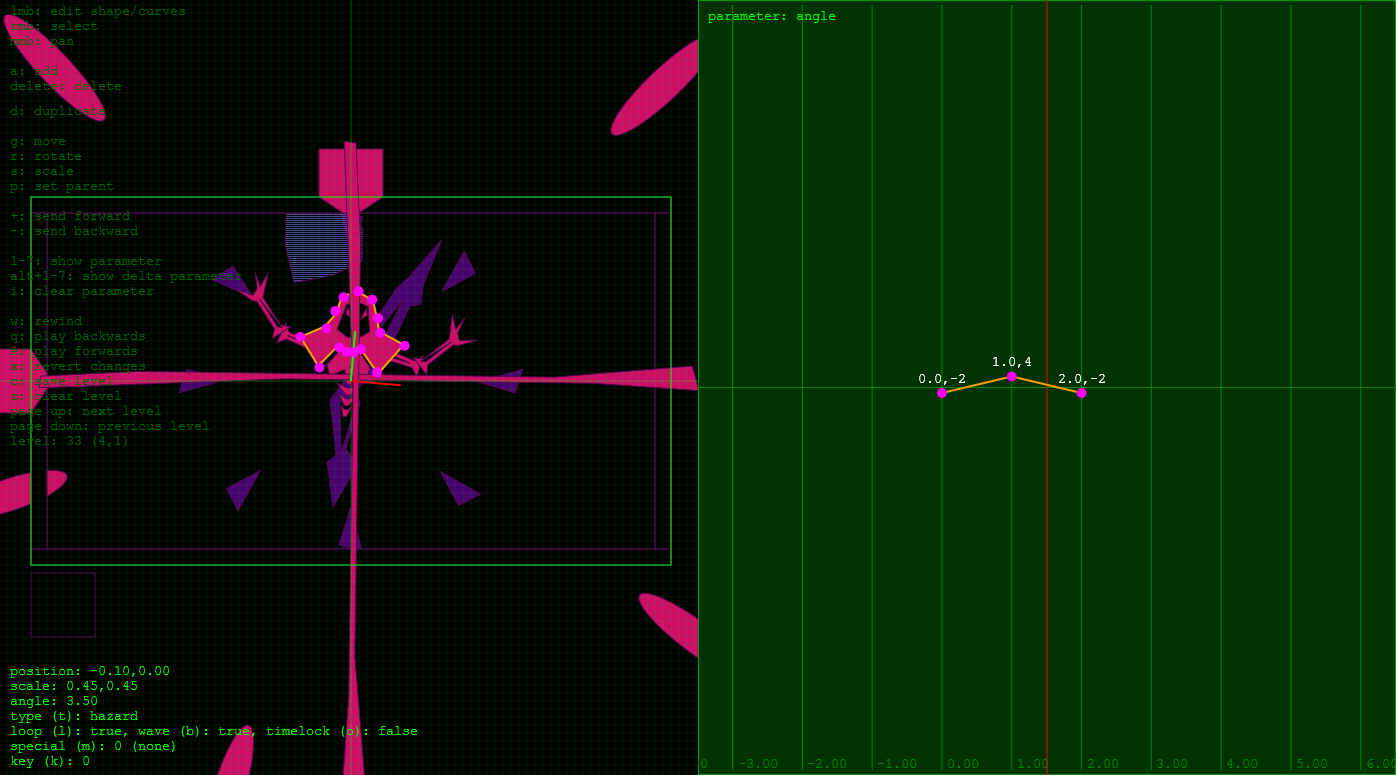 lmb: edit shape/curves
rmb: select
mmb: pan
a: add
delete: delete
d: duplicate
g: move
r: rotate
s: scale
p: set parent
+: send forward
-: send backward
1-7: show parameter
alt+1-7: show delta parameter
i: clear parameter
w: rewind
q: play backwards
e: play forwards
x: revert changes
c: save level
z: clear level
page up: next level
page down: previous level
level: 33 (4,1)
position: -0.10,0.00
scale: 0.45,0.45
angle: 3.50
type (t): hazard
loop (l): true, wave (b): true, timelock (o): false
special (m): 0 (none)
key (k): 0
parameter: angle
0.0,-2 1.0,4 2.0,-2
0 -3.00 -2.00 -1.00 0.00 1.00 2.00 3.00 4.00 5.00 6.00